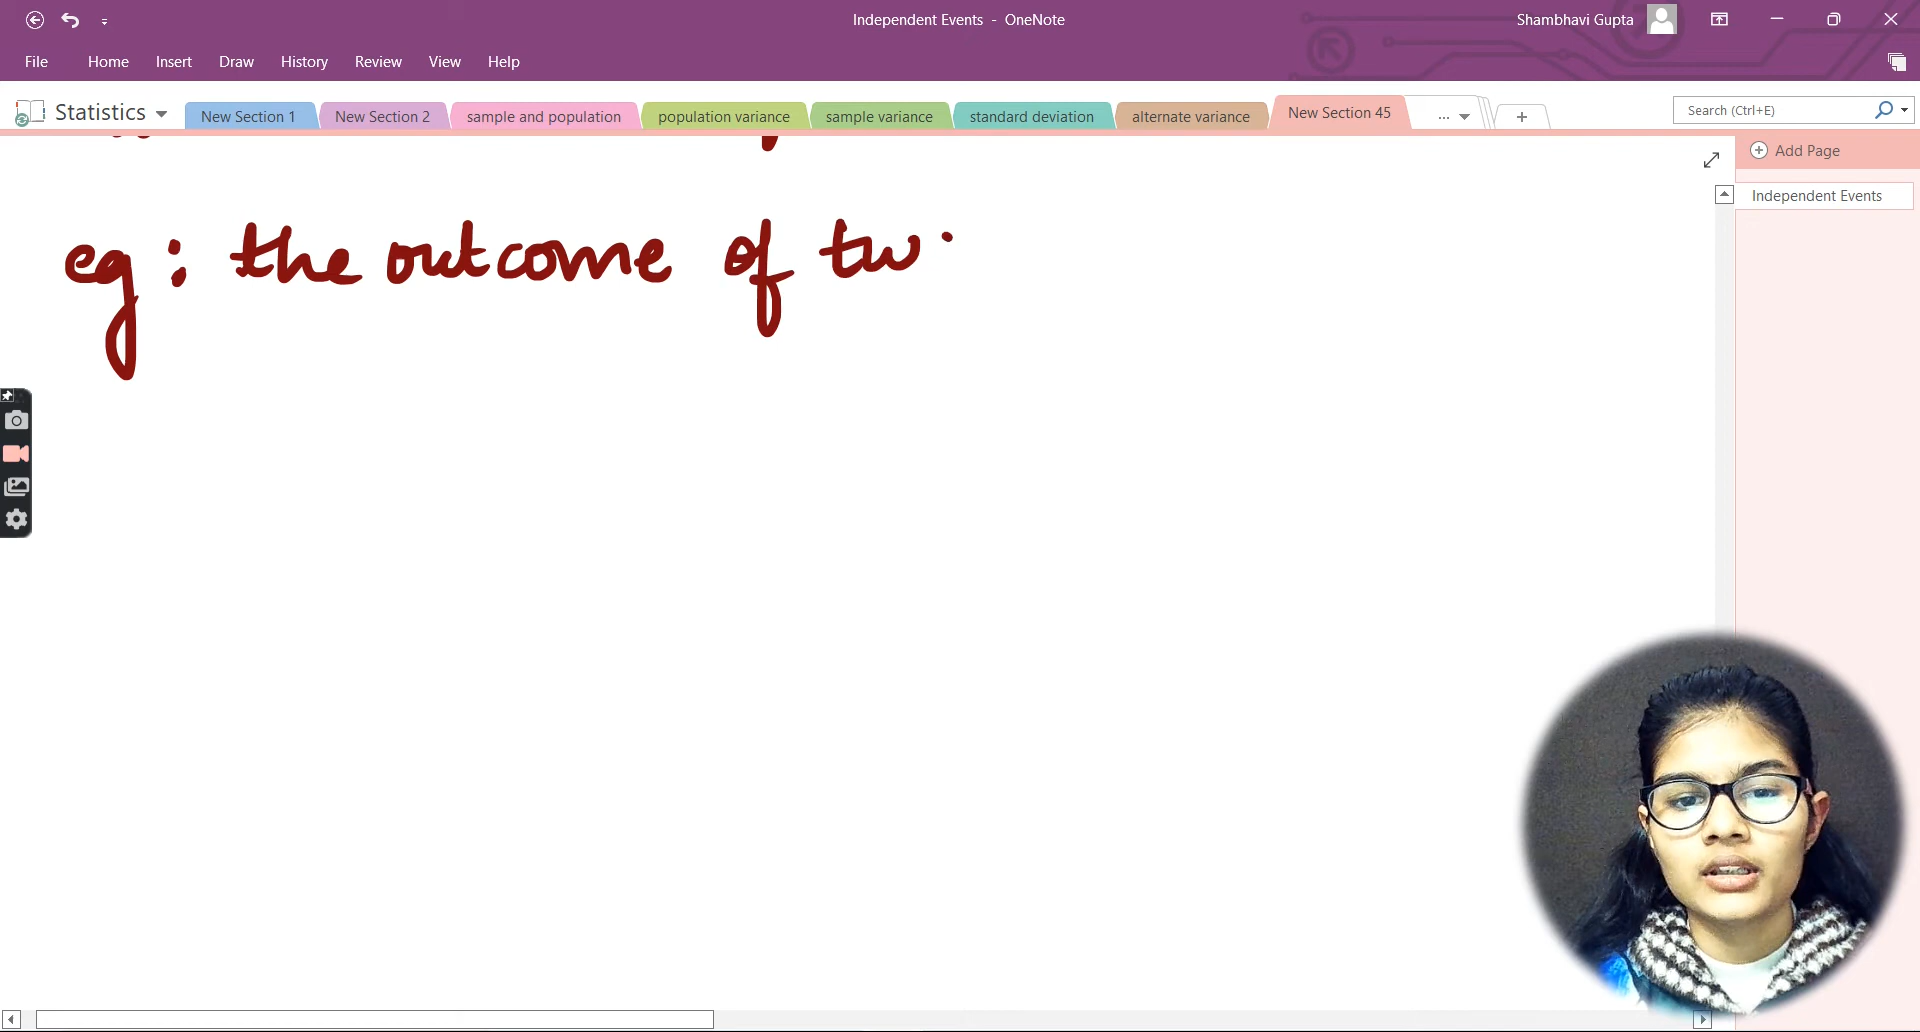 Independent Events - OneNote
Shambhavi Gupta
File Home Insert Draw History Review View Help
Statistics
New Section 1
New Section 2
sample and population
population variance
sample variance
standard deviation
alternate variance
New Section 45
...
Search (Ctrl+E)
Add Page
Independent Events
eg : the outcome of tw